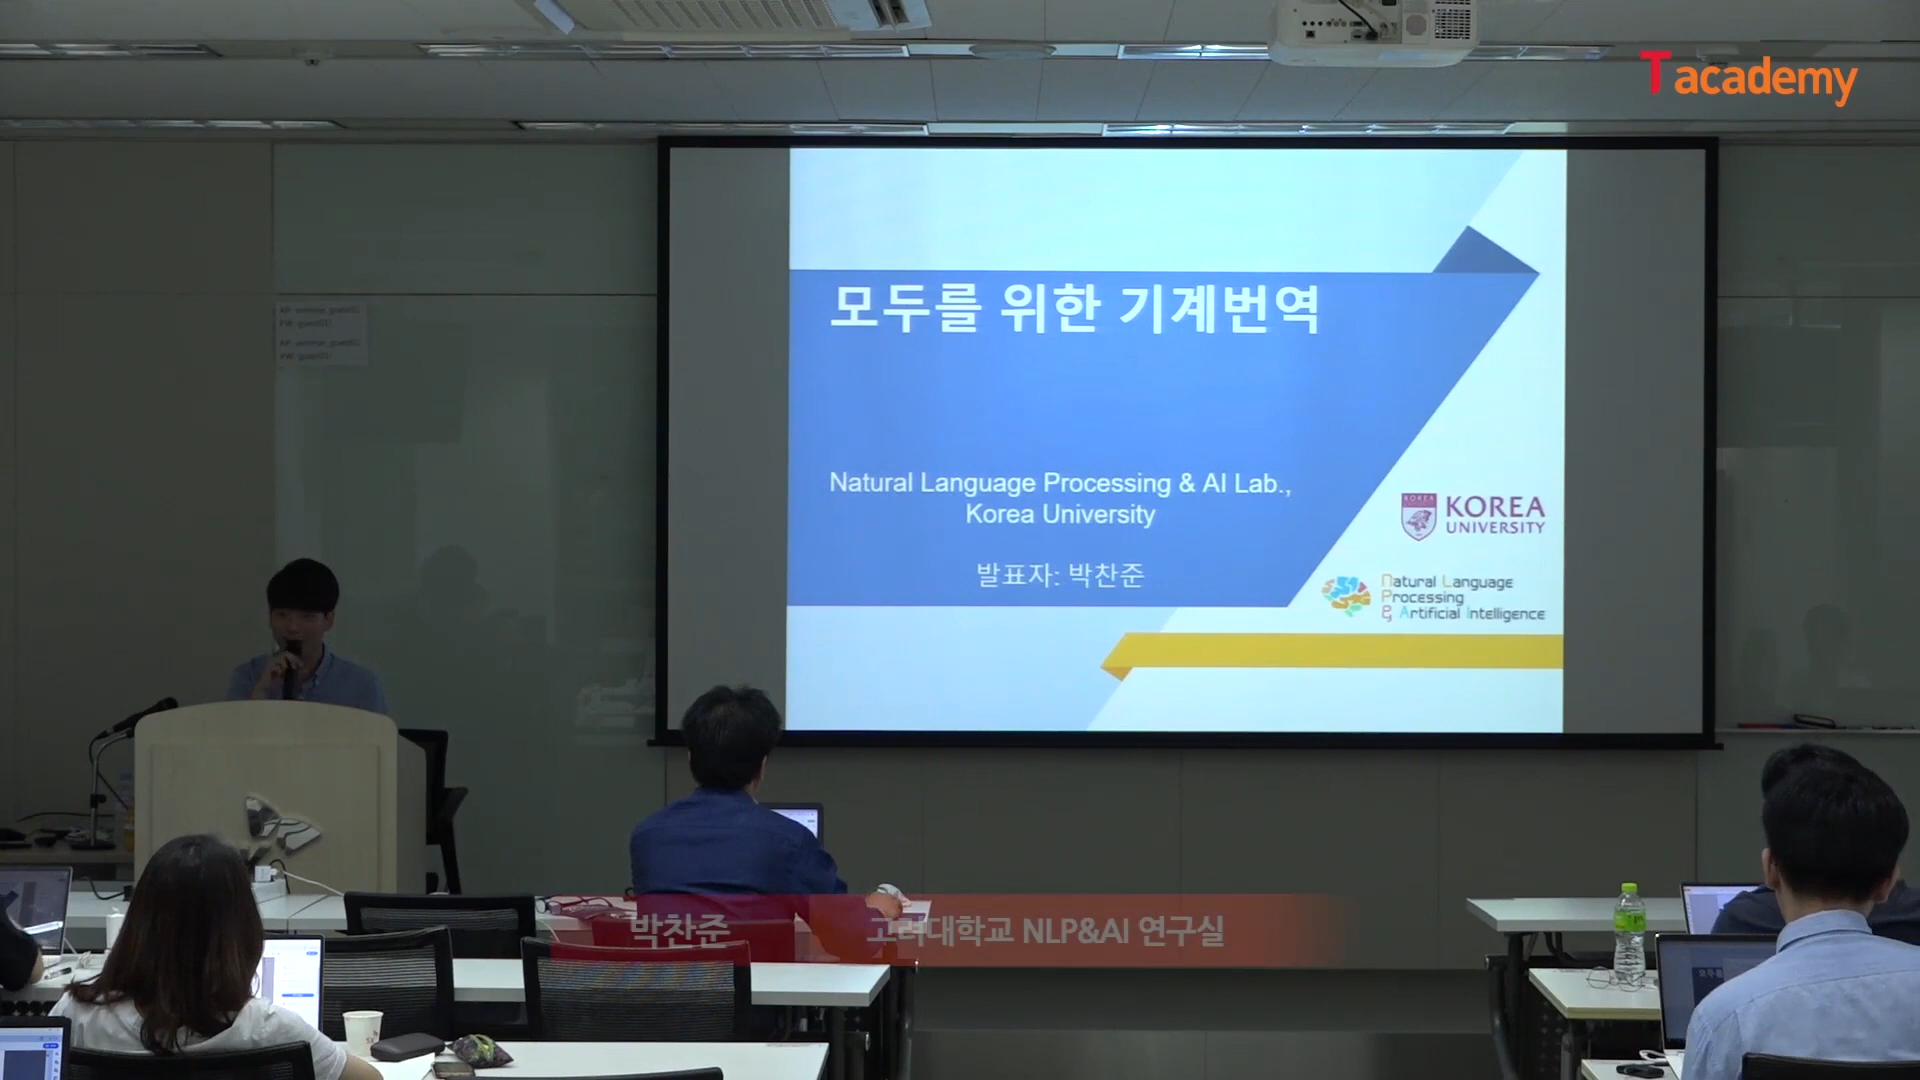 T academy
모두를 위한 기계번역
Natural Language Processing & AI Lab.,
Korea University
발표자: 박찬준
KOREA
UNIVERSITY
Natural Language
Processing
& Artificial Intelligence
박찬준 고려대학교 NLP&AI 연구실